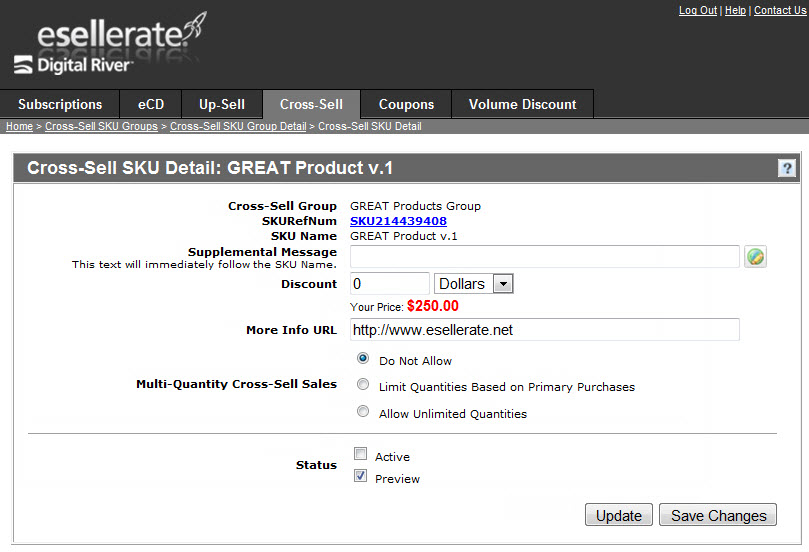 Log Out | Help | Contact Us
esellerate.
Digital River
Subscriptions eCD Up-Sell Cross-Sell Coupons Volume Discount
Home > Cross-Sell SKU Groups > Cross-Sell SKU Group Detail > Cross-Sell SKU Detail
Cross-Sell SKU Detail: GREAT Product v.1 ?
Cross-Sell Group GREAT Products Group
SKURefNum SKU214439408
SKU Name GREAT Product v.1
Supplemental Message
This text will immediately follow the SKU Name.
Discount 0 Dollars
Your Price: $250.00
More Info URL http://www.esellerate.net
Do Not Allow
Multi-Quantity Cross-Sell Sales Limit Quantities Based on Primary Purchases
Allow Unlimited Quantities
Status Active
Preview
Update Save Changes